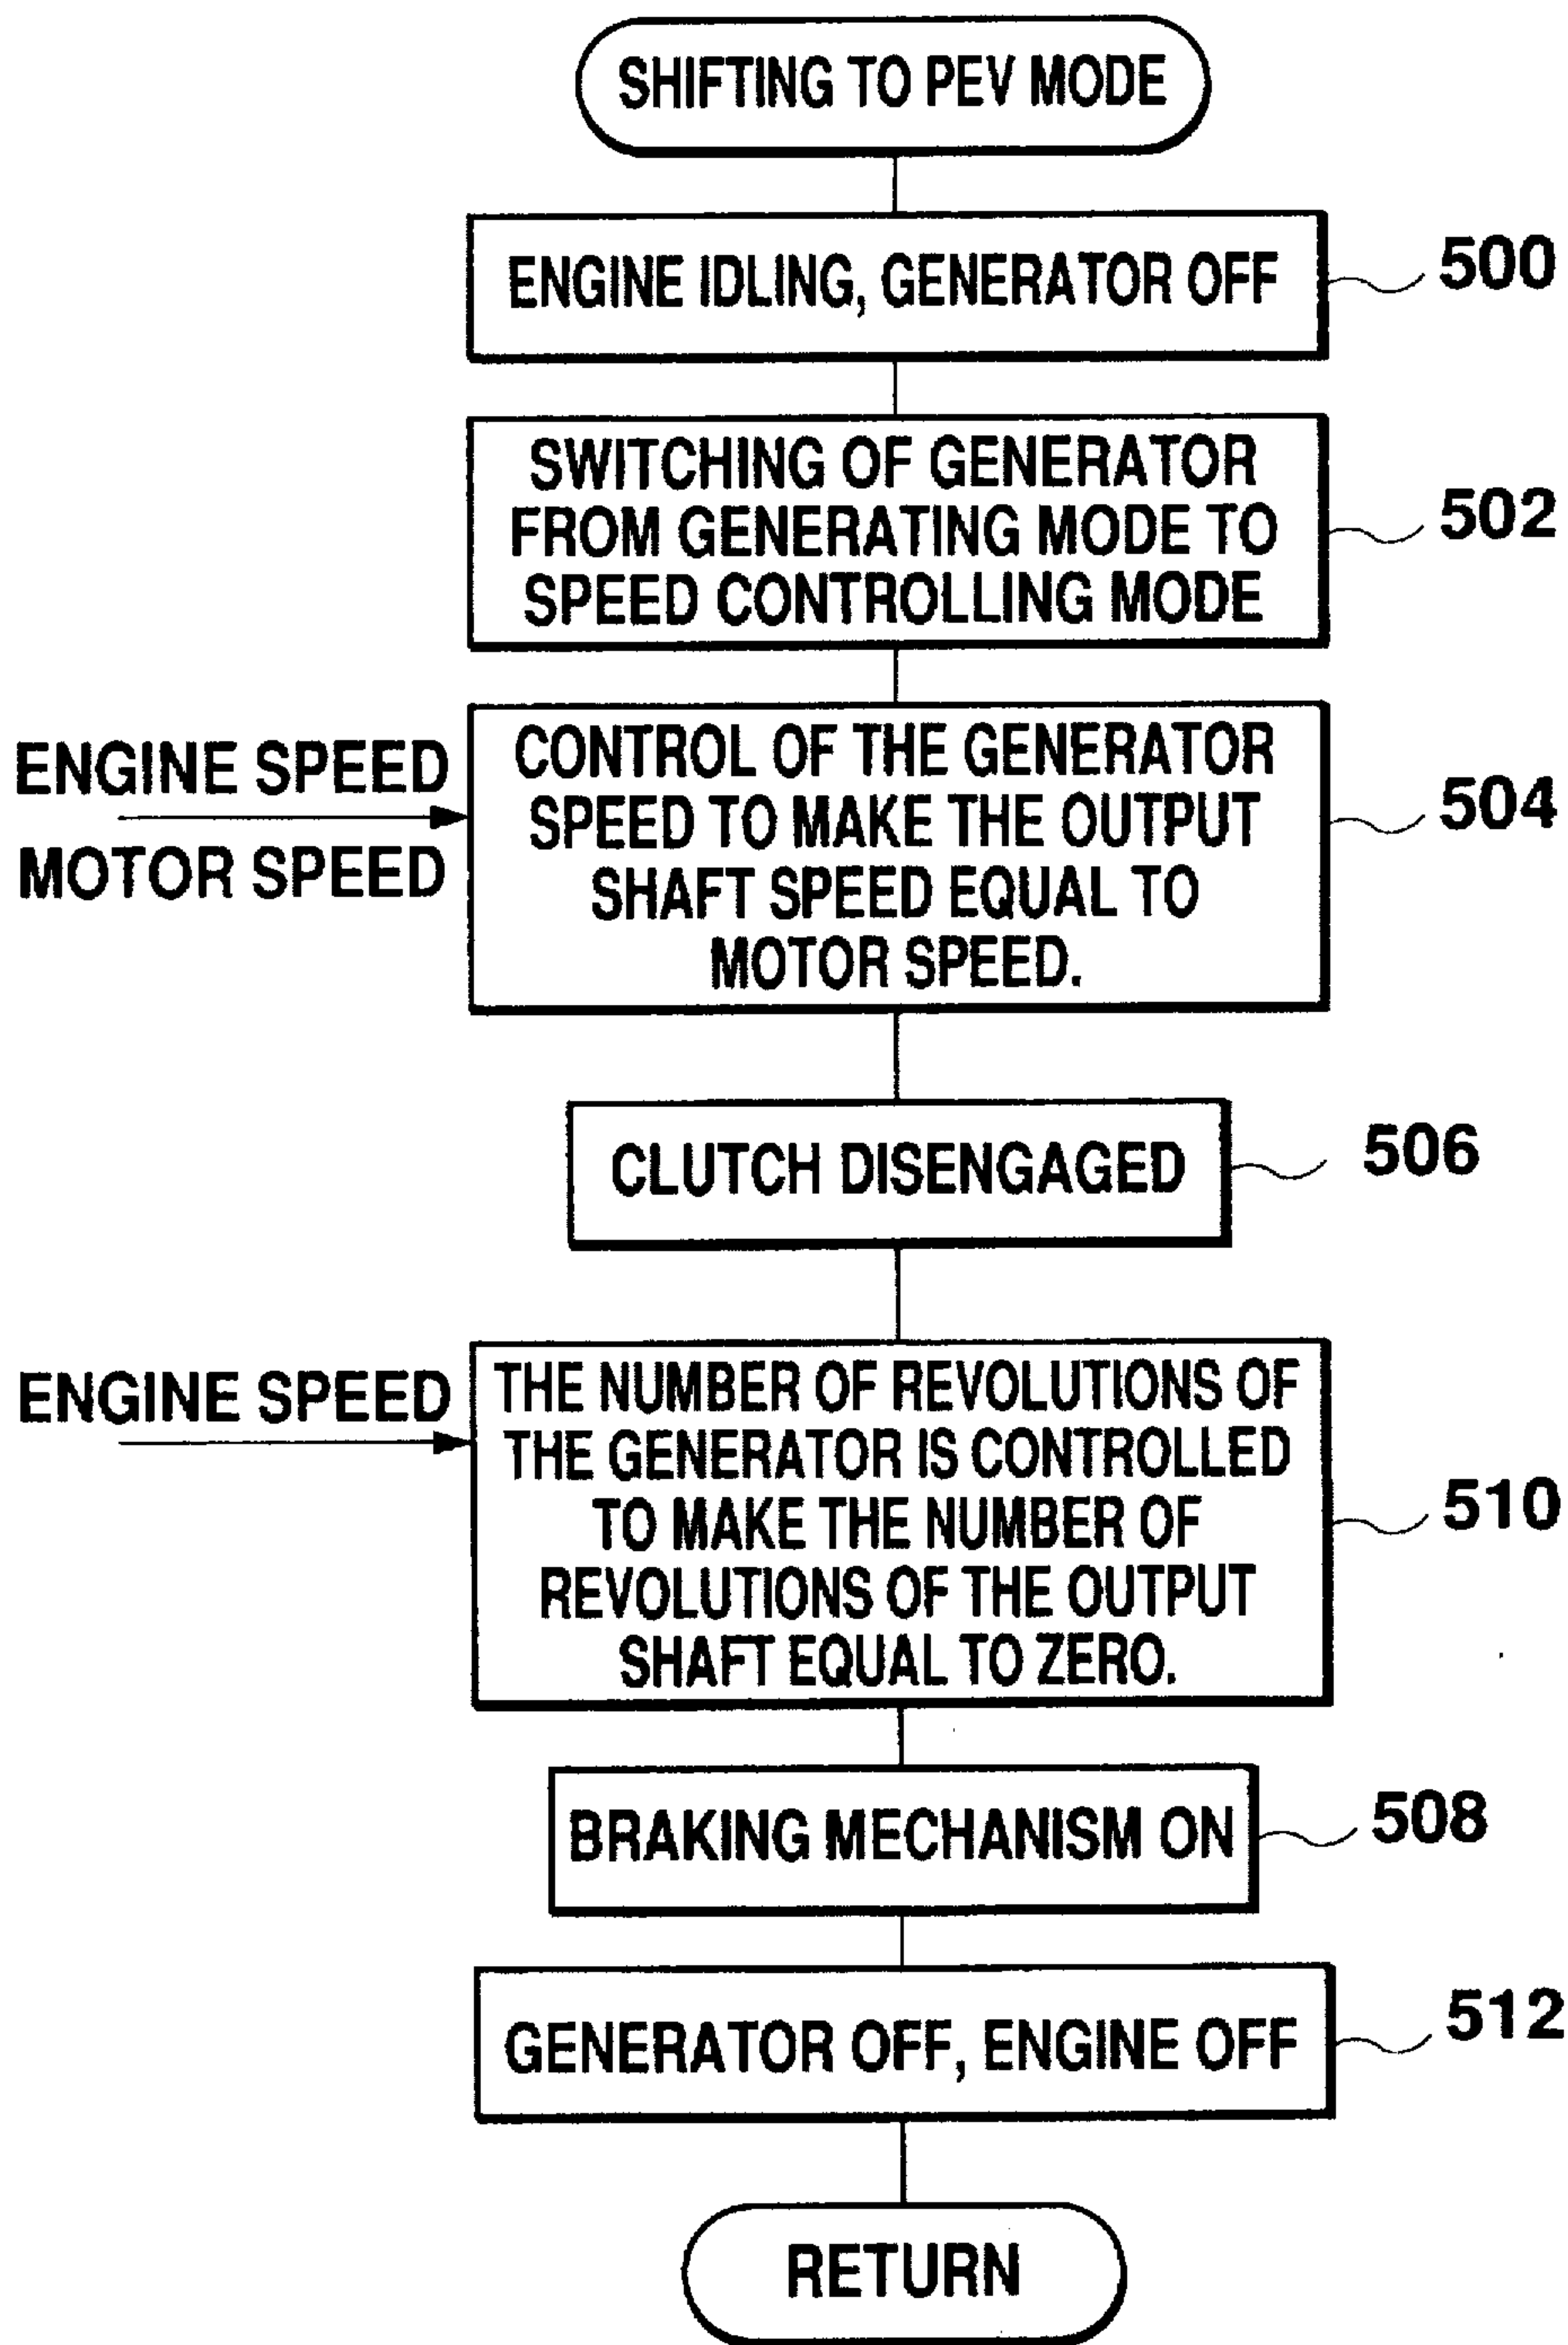 SHIFTING TO PEV MODE
ENGINE IDLING, GENERATOR OFF
500
SWITCHING OF GENERATOR
FROM GENERATING MODE TO
SPEED CONTROLLING MODE
502
ENGINE SPEED
MOTOR SPEED
CONTROL OF THE GENERATOR
SPEED TO MAKE THE OUTPUT
SHAFT SPEED EQUAL TO
MOTOR SPEED.
504
CLUTCH DISENGAGED
506
ENGINE SPEED
THE NUMBER OF REVOLUTIONS OF
THE GENERATOR IS CONTROLLED
TO MAKE THE NUMBER OF
REVOLUTIONS OF THE OUTPUT
SHAFT EQUAL TO ZERO.
510
BRAKING MECHANISM ON
508
GENERATOR OFF, ENGINE OFF
512
RETURN